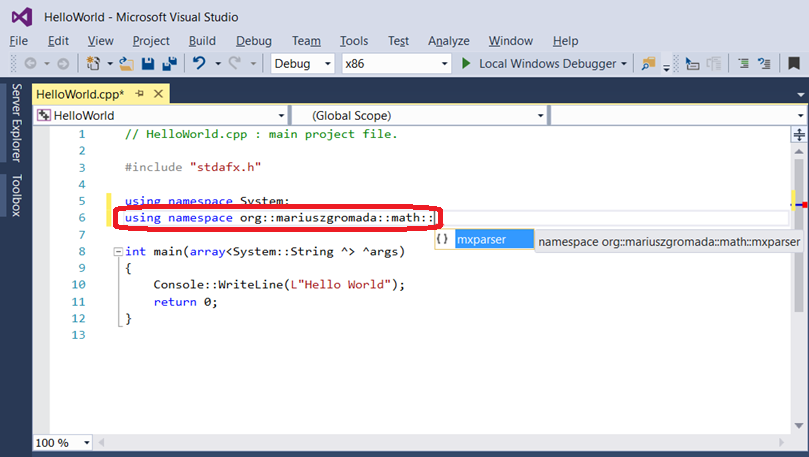 HelloWorld - Microsoft Visual Studio
File Edit View Project Build Debug Team Tools Test Analyze Window Help
Debug x86 Local Windows Debugger
Server Explorer
Toolbox
HelloWorld.cpp*
HelloWorld (Global Scope)
1 // HelloWorld.cpp : main project file.
2
3 #include "stdafx.h"
4
5 using namespace System;
6 using namespace org::mariuszgromada::math::
{} mxparser namespace org::mariuszgromada::math::mxparser
7
8 int main(array<System::String ^> ^args)
9 {
10 Console::WriteLine(L"Hello World");
11 return 0;
12 }
13
100 %